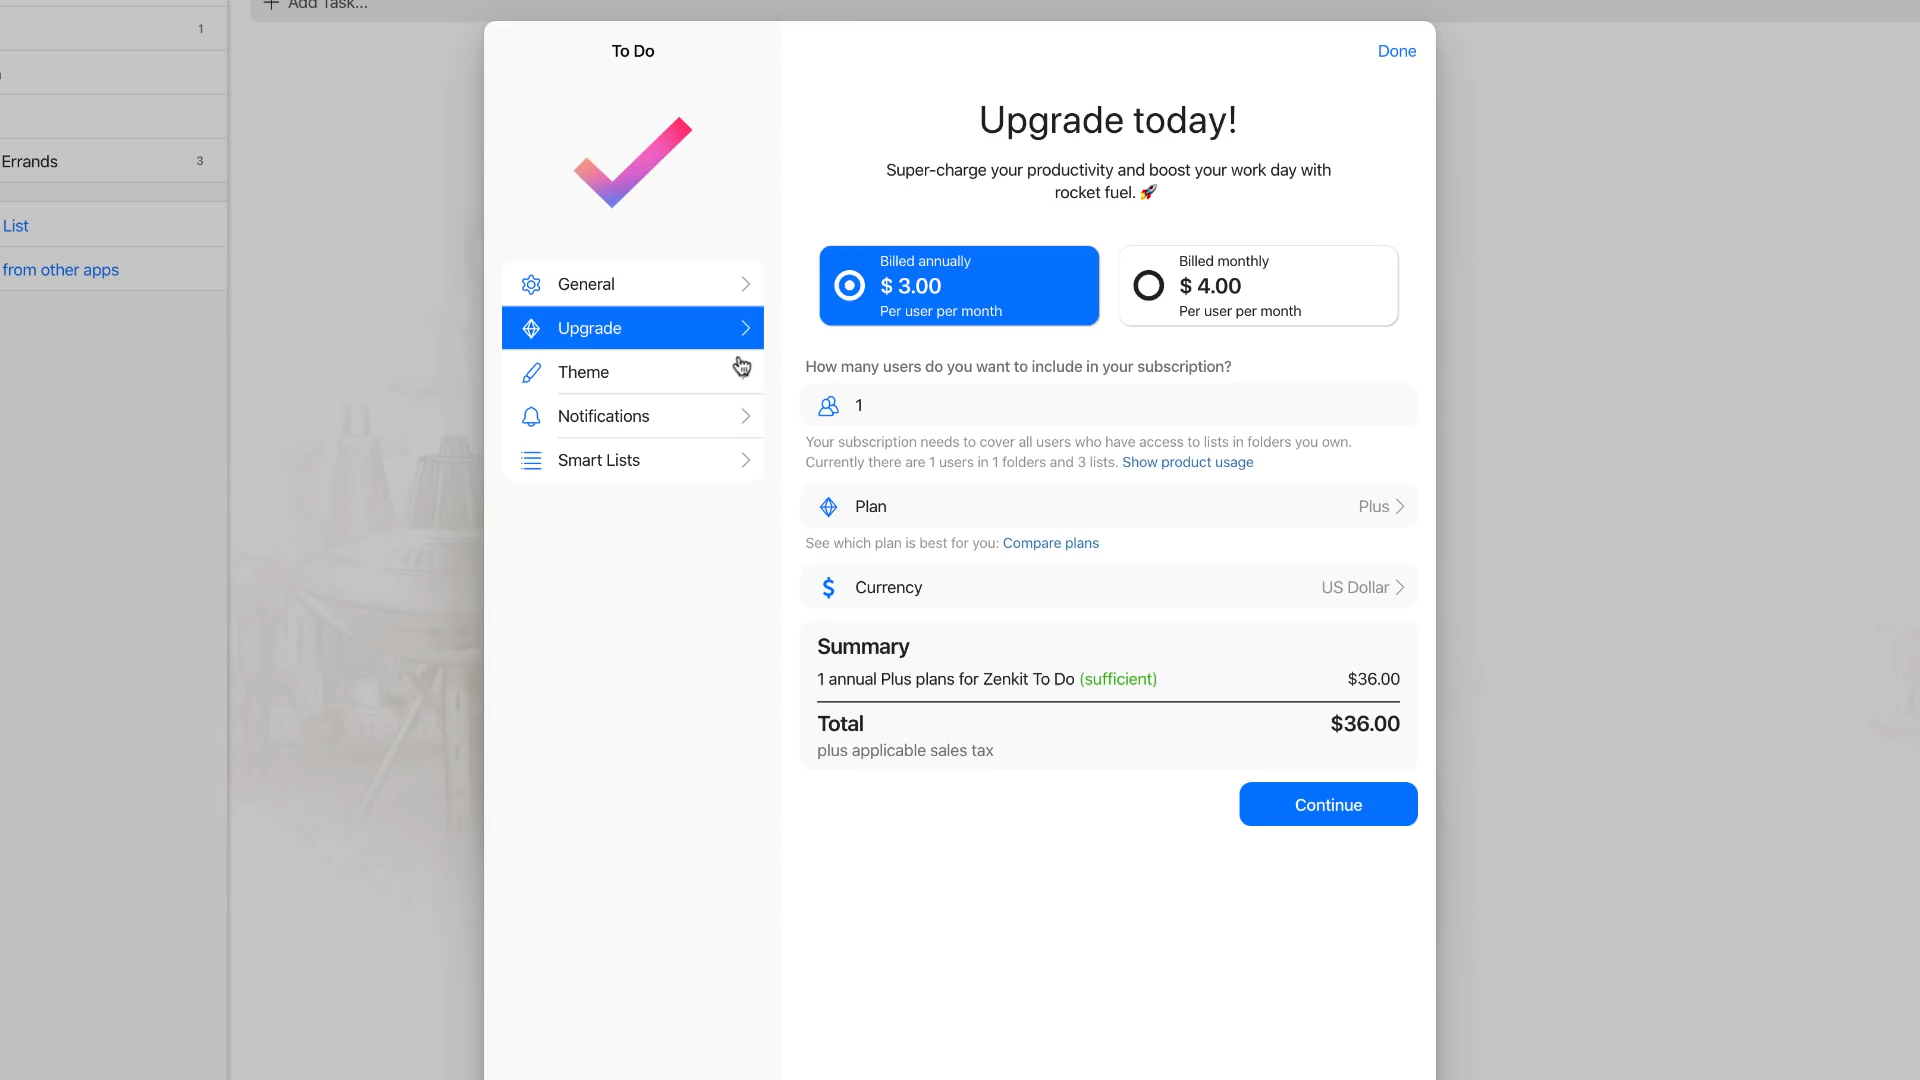 Add Task...
1
Errands
3
List
from other apps
To Do
General
Upgrade
Theme
Notifications
Smart Lists
Done
Upgrade today!
Super-charge your productivity and boost your work day with
rocket fuel. 🚀
Billed annually
$ 3.00
Per user per month
Billed monthly
$ 4.00
Per user per month
How many users do you want to include in your subscription?
1
Your subscription needs to cover all users who have access to lists in folders you own.
Currently there are 1 users in 1 folders and 3 lists. Show product usage
Plan
Plus
See which plan is best for you: Compare plans
$ Currency
US Dollar
Summary
1 annual Plus plans for Zenkit To Do (sufficient)
$36.00
Total
$36.00
plus applicable sales tax
Continue